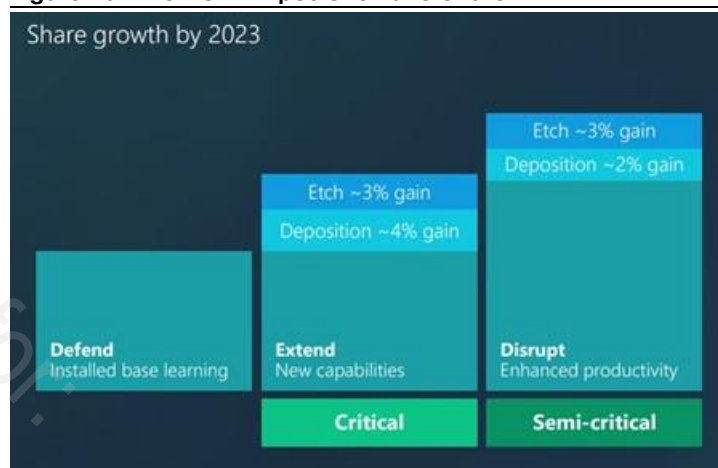 Share growth by 2023
Etch ~3% gain
Deposition ~2% gain
Etch ~3% gain
Deposition ~4% gain
Defend
Installed base learning
Extend
New capabilities
Disrupt
Enhanced productivity
Critical
Semi-critical